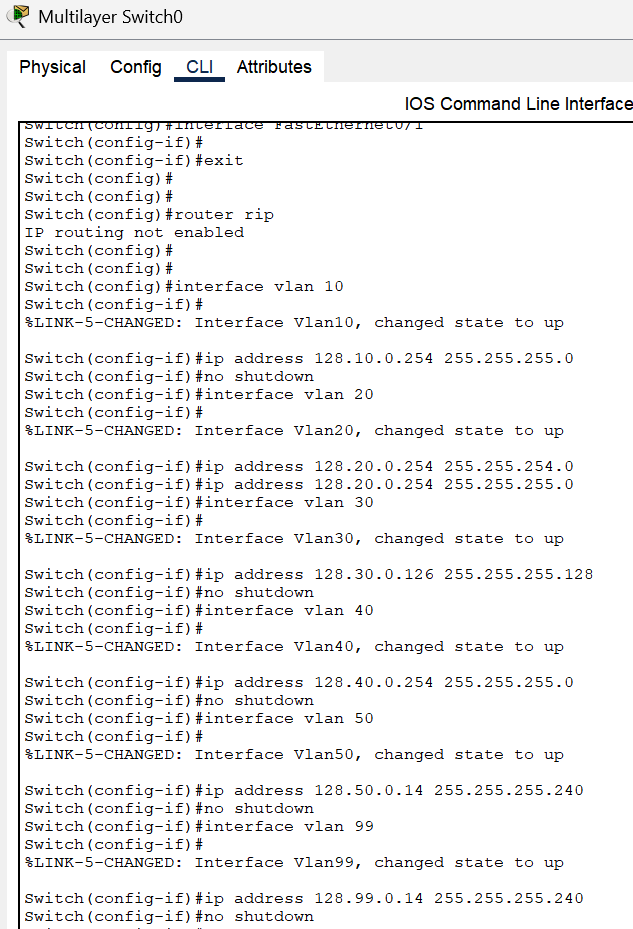 Multilayer Switch0
Physical Config CLI Attributes
IOS Command Line Interface
Switch(config)#interface FastEthernet0/1
Switch(config-if)#
Switch(config-if)#exit
Switch(config)#
Switch(config)#
Switch(config)#router rip
IP routing not enabled
Switch(config)#
Switch(config)#
Switch(config)#interface vlan 10
Switch(config-if)#
%LINK-5-CHANGED: Interface Vlan10, changed state to up
Switch(config-if)#ip address 128.10.0.254 255.255.255.0
Switch(config-if)#no shutdown
Switch(config-if)#interface vlan 20
Switch(config-if)#
%LINK-5-CHANGED: Interface Vlan20, changed state to up
Switch(config-if)#ip address 128.20.0.254 255.255.254.0
Switch(config-if)#ip address 128.20.0.254 255.255.255.0
Switch(config-if)#interface vlan 30
Switch(config-if)#
%LINK-5-CHANGED: Interface Vlan30, changed state to up
Switch(config-if)#ip address 128.30.0.126 255.255.255.128
Switch(config-if)#no shutdown
Switch(config-if)#interface vlan 40
Switch(config-if)#
%LINK-5-CHANGED: Interface Vlan40, changed state to up
Switch(config-if)#ip address 128.40.0.254 255.255.255.0
Switch(config-if)#no shutdown
Switch(config-if)#interface vlan 50
Switch(config-if)#
%LINK-5-CHANGED: Interface Vlan50, changed state to up
Switch(config-if)#ip address 128.50.0.14 255.255.255.240
Switch(config-if)#no shutdown
Switch(config-if)#interface vlan 99
Switch(config-if)#
%LINK-5-CHANGED: Interface Vlan99, changed state to up
Switch(config-if)#ip address 128.99.0.14 255.255.255.240
Switch(config-if)#no shutdown